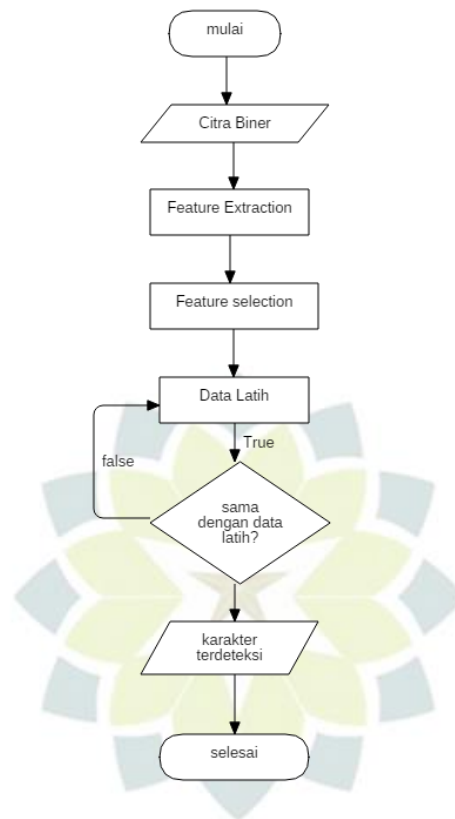 mulai
Citra Biner
Feature Extraction
Feature selection
Data Latih
True
false
sama
dengan data
latih?
karakter
terdeteksi
selesai